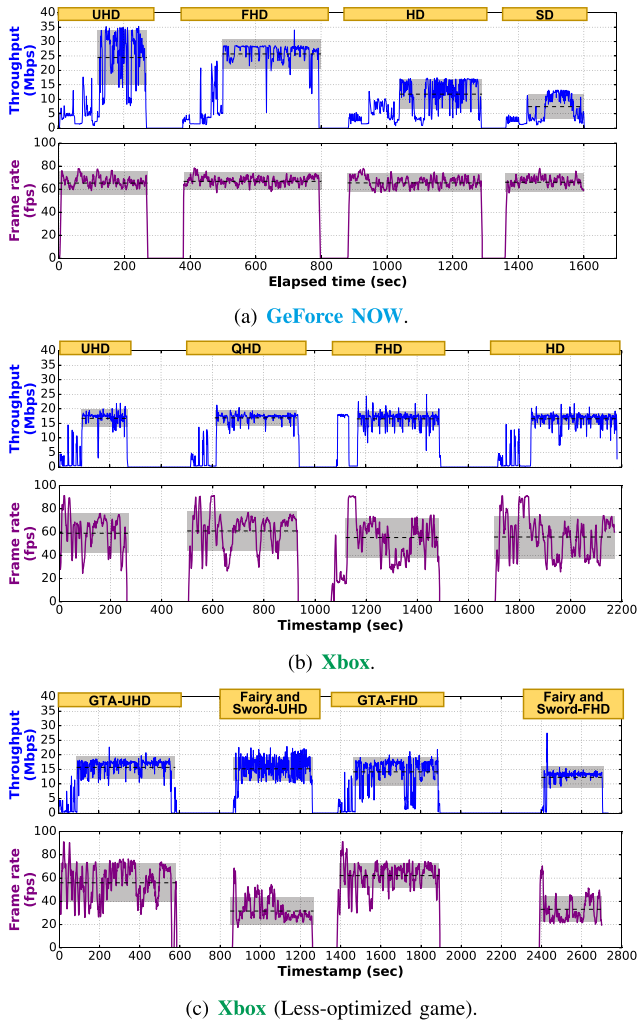 UHD FHD HD SD
Throughput
(Mbps)
40
35
30
25
20
15
10
5
0
Frame rate
(fps)
100
80
60
40
20
0
0 200 400 600 800 1000 1200 1400 1600
Elapsed time (sec)
(a) GeForce NOW.
UHD QHD FHD HD
Throughput
(Mbps)
40
35
30
25
20
15
10
5
0
Frame rate
(fps)
100
80
60
40
20
0
0 200 400 600 800 1000 1200 1400 1600 1800 2000 2200
Timestamp (sec)
(b) Xbox.
GTA-UHD
Fairy and
Sword-UHD
GTA-FHD
Fairy and
Sword-FHD
Throughput
(Mbps)
40
35
30
25
20
15
10
5
0
Frame rate
(fps)
100
80
60
40
20
0
0 200 400 600 800 1000 1200 1400 1600 1800 2000 2200 2400 2600 2800
Timestamp (sec)
(c) Xbox (Less-optimized game).